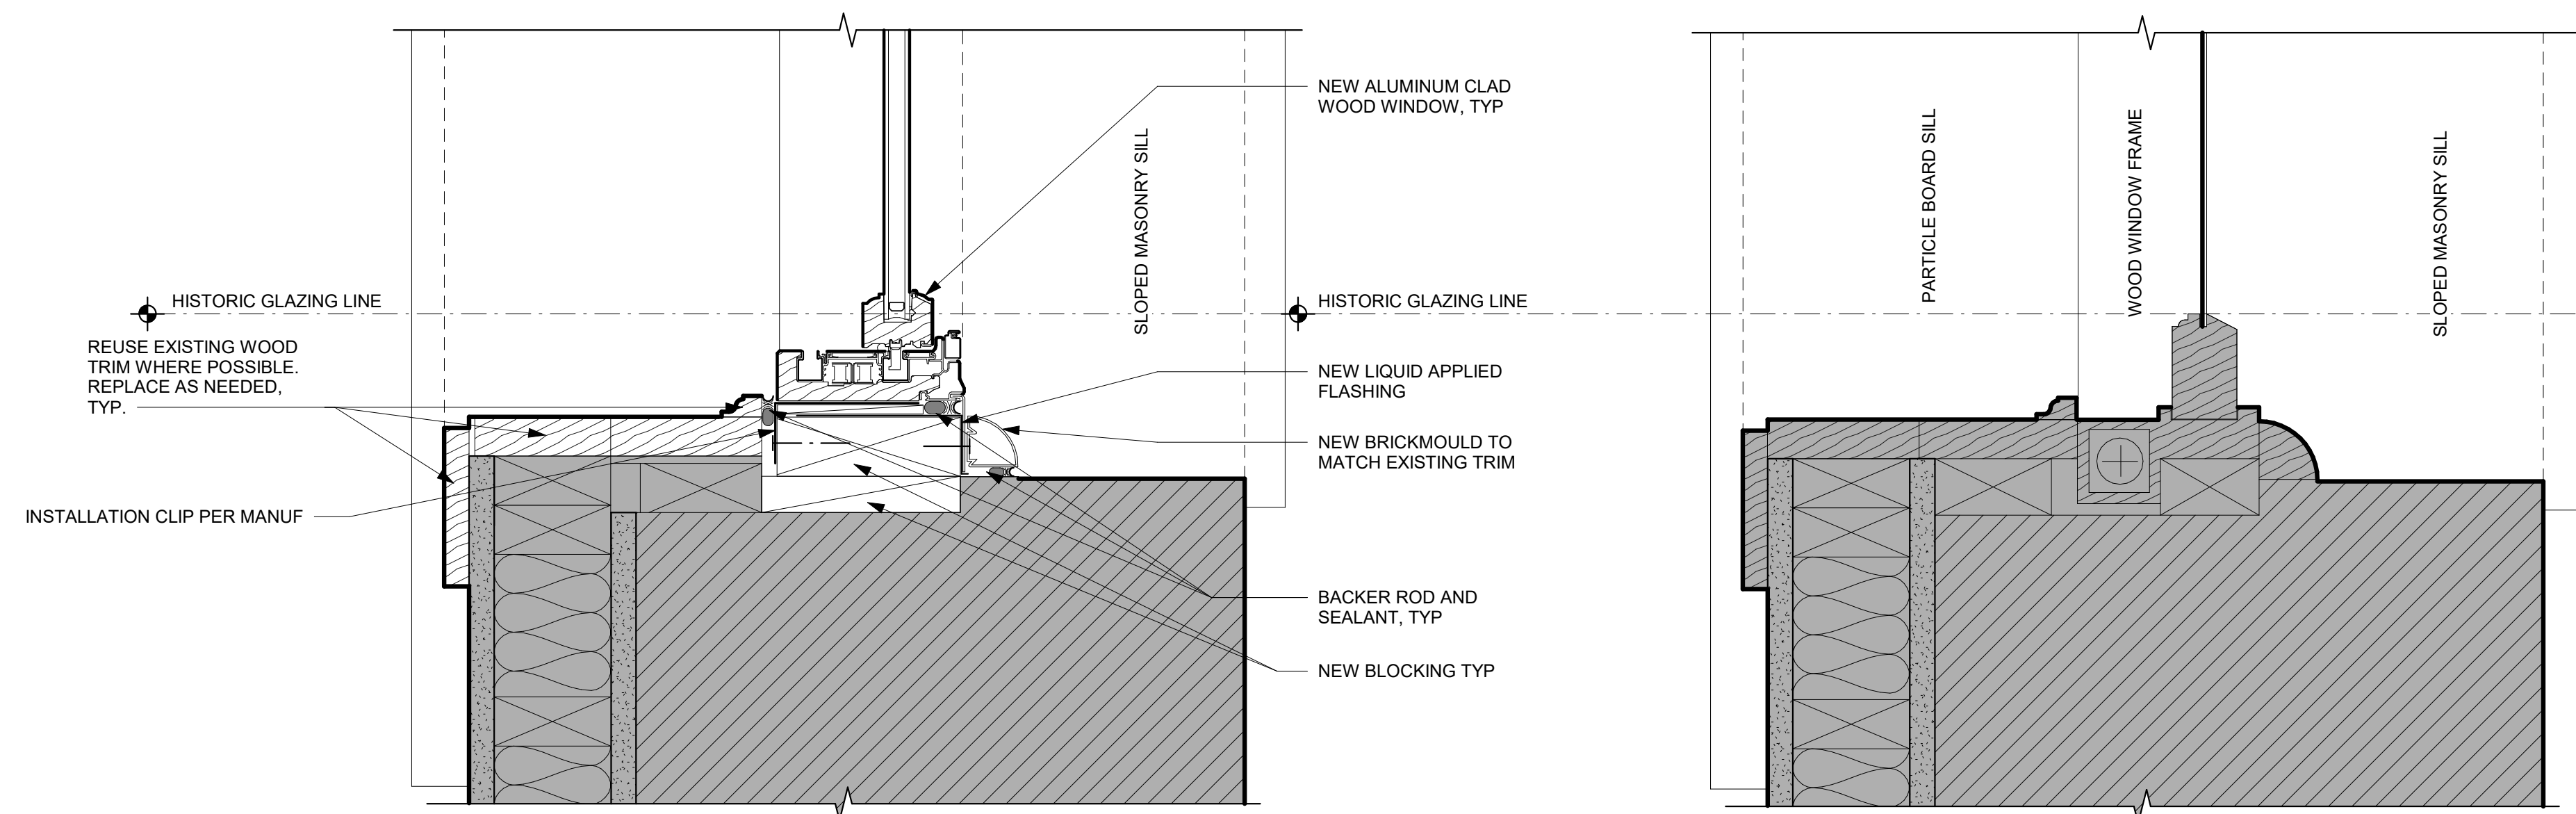 NEW ALUMINUM CLAD
WOOD WINDOW, TYP
SLOPED MASONRY SILL
HISTORIC GLAZING LINE
HISTORIC GLAZING LINE
REUSE EXISTING WOOD
TRIM WHERE POSSIBLE.
REPLACE AS NEEDED,
TYP.
INSTALLATION CLIP PER MANUF
NEW LIQUID APPLIED
FLASHING
NEW BRICKMOULD TO
MATCH EXISTING TRIM
BACKER ROD AND
SEALANT, TYP
NEW BLOCKING TYP
PARTICLE BOARD SILL
WOOD WINDOW FRAME
SLOPED MASONRY SILL